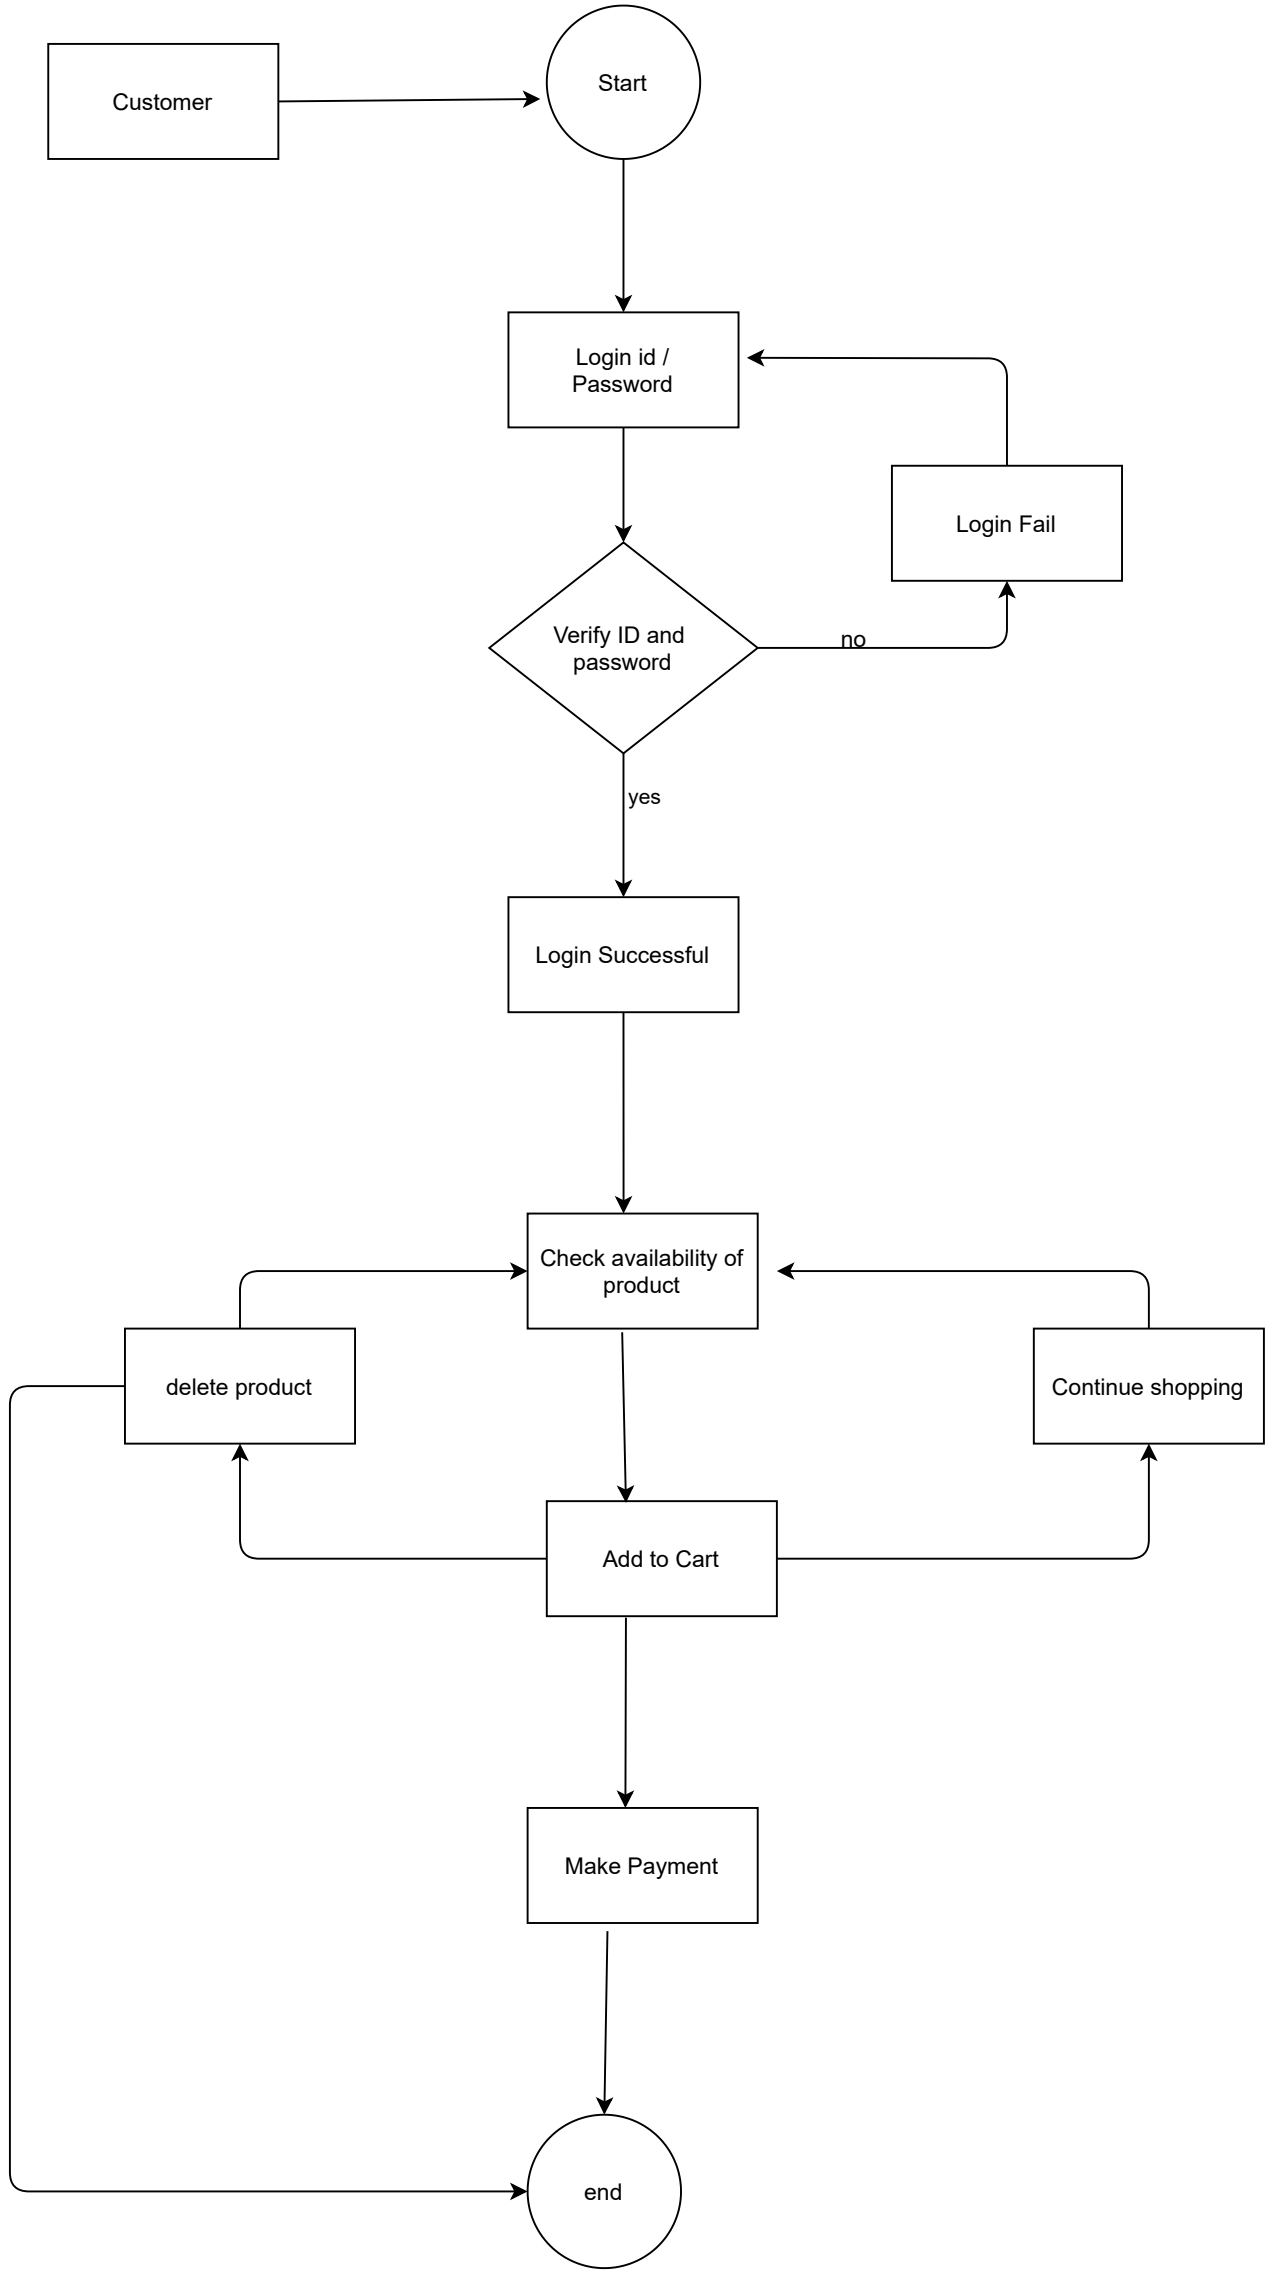 Start
Customer
Login id /
Password
Login Fail
Verify ID and
password
no
yes
Login Successful
Check availability of
product
delete product
Continue shopping
Add to Cart
Make Payment
end